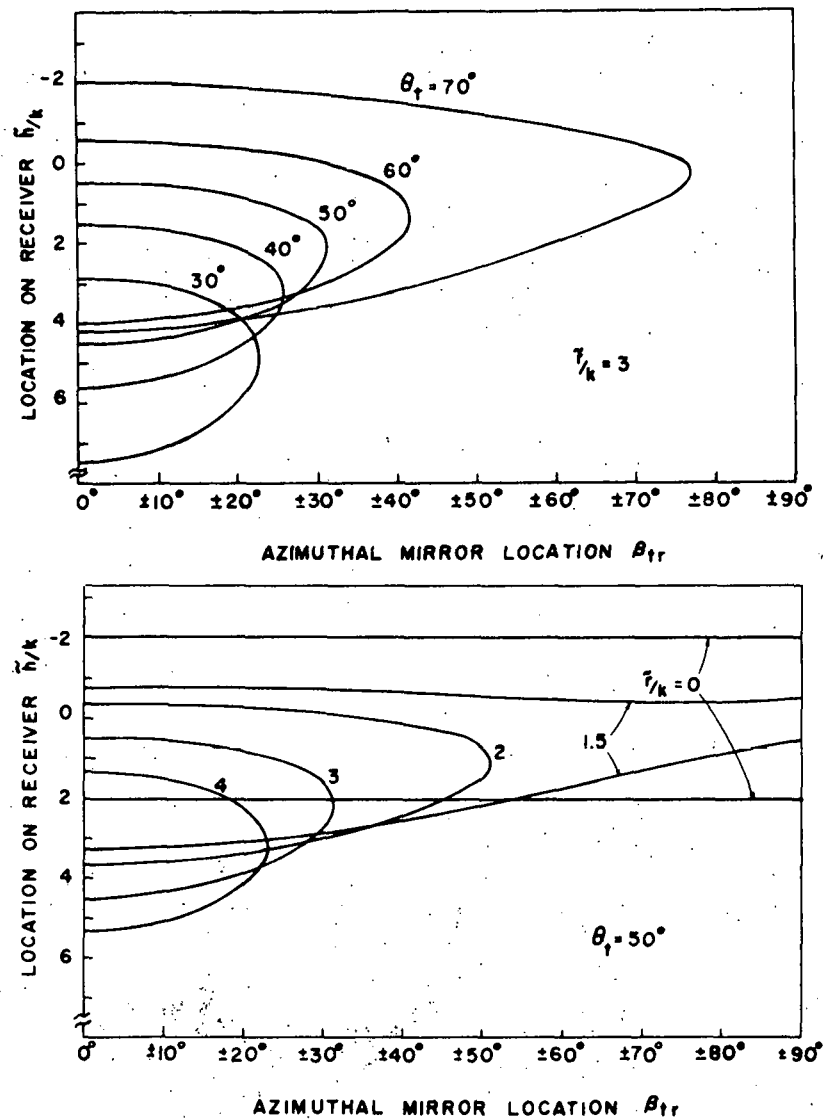 θt = 70°
60°
50°
40°
30°
r̃/k = 3
LOCATION ON RECEIVER h̃/k
-2
0
2
4
6
0° ±10° ±20° ±30° ±40° ±50° ±60° ±70° ±80° ±90°
AZIMUTHAL MIRROR LOCATION βtr
r̃/k = 0
1.5
2
3
4
θt = 50°
LOCATION ON RECEIVER h̃/k
-2
0
2
4
6
0° ±10° ±20° ±30° ±40° ±50° ±60° ±70° ±80° ±90°
AZIMUTHAL MIRROR LOCATION βtr